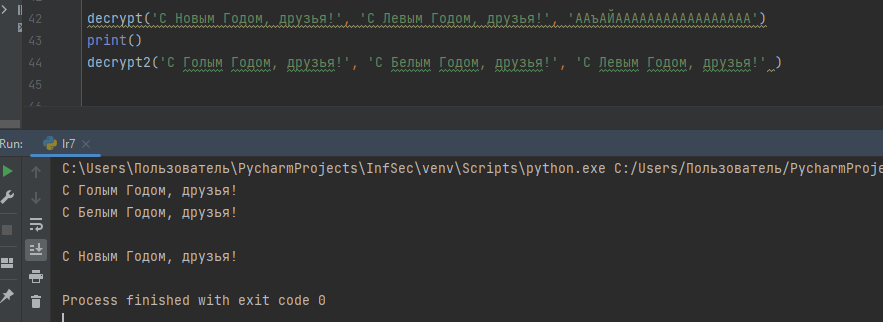 42 decrypt('С Новым Годом, друзья!', 'С Левым Годом, друзья!', 'ААъАЙААААААААААААААААА')
43 print()
44 decrypt2('С Голым Годом, друзья!', 'С Белым Годом, друзья!', 'С Левым Годом, друзья!' )
45
Run: lr7 ×
C:\Users\Пользователь\PycharmProjects\InfSec\venv\Scripts\python.exe C:/Users/Пользователь/PycharmProje
С Голым Годом, друзья!
С Белым Годом, друзья!
С Новым Годом, друзья!
Process finished with exit code 0